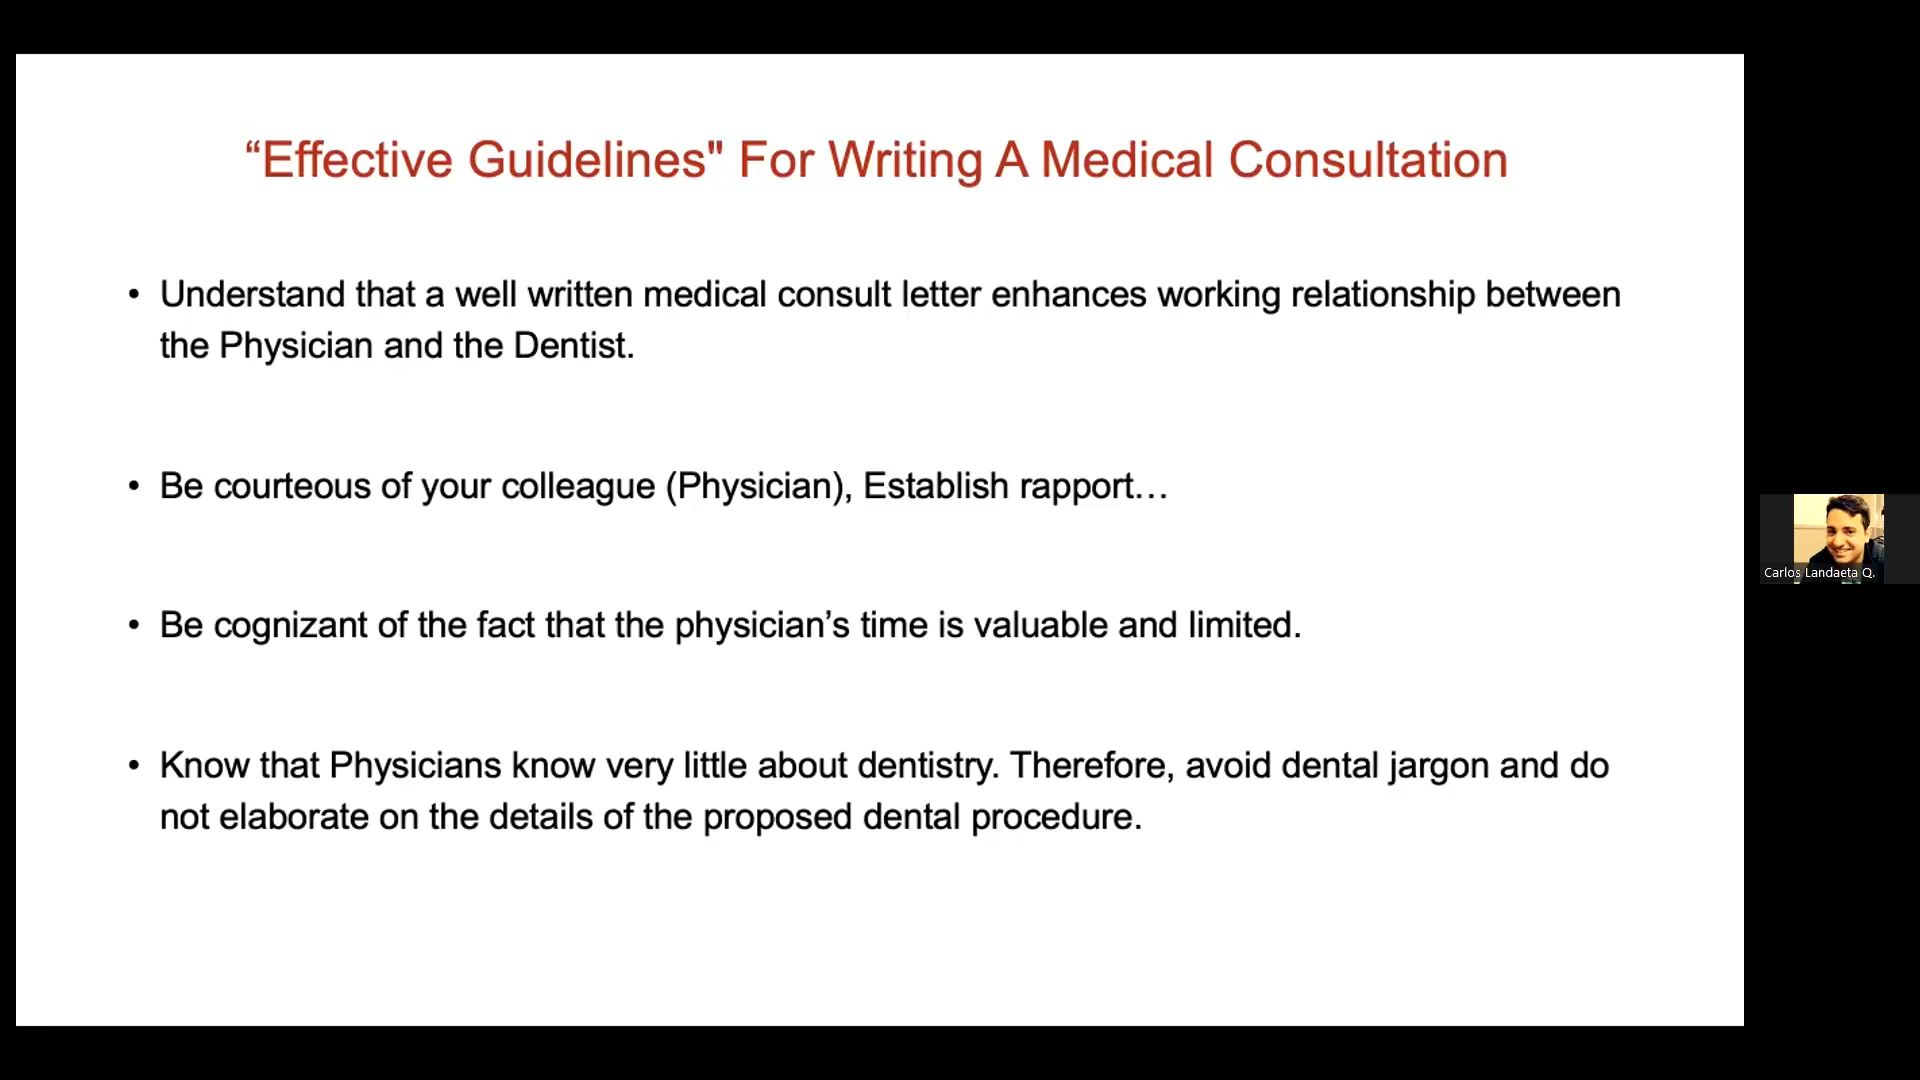 “Effective Guidelines" For Writing A Medical Consultation
• Understand that a well written medical consult letter enhances working relationship between
the Physician and the Dentist.
• Be courteous of your colleague (Physician), Establish rapport…
• Be cognizant of the fact that the physician’s time is valuable and limited.
• Know that Physicians know very little about dentistry. Therefore, avoid dental jargon and do
not elaborate on the details of the proposed dental procedure.
Carlos Landaeta Q.